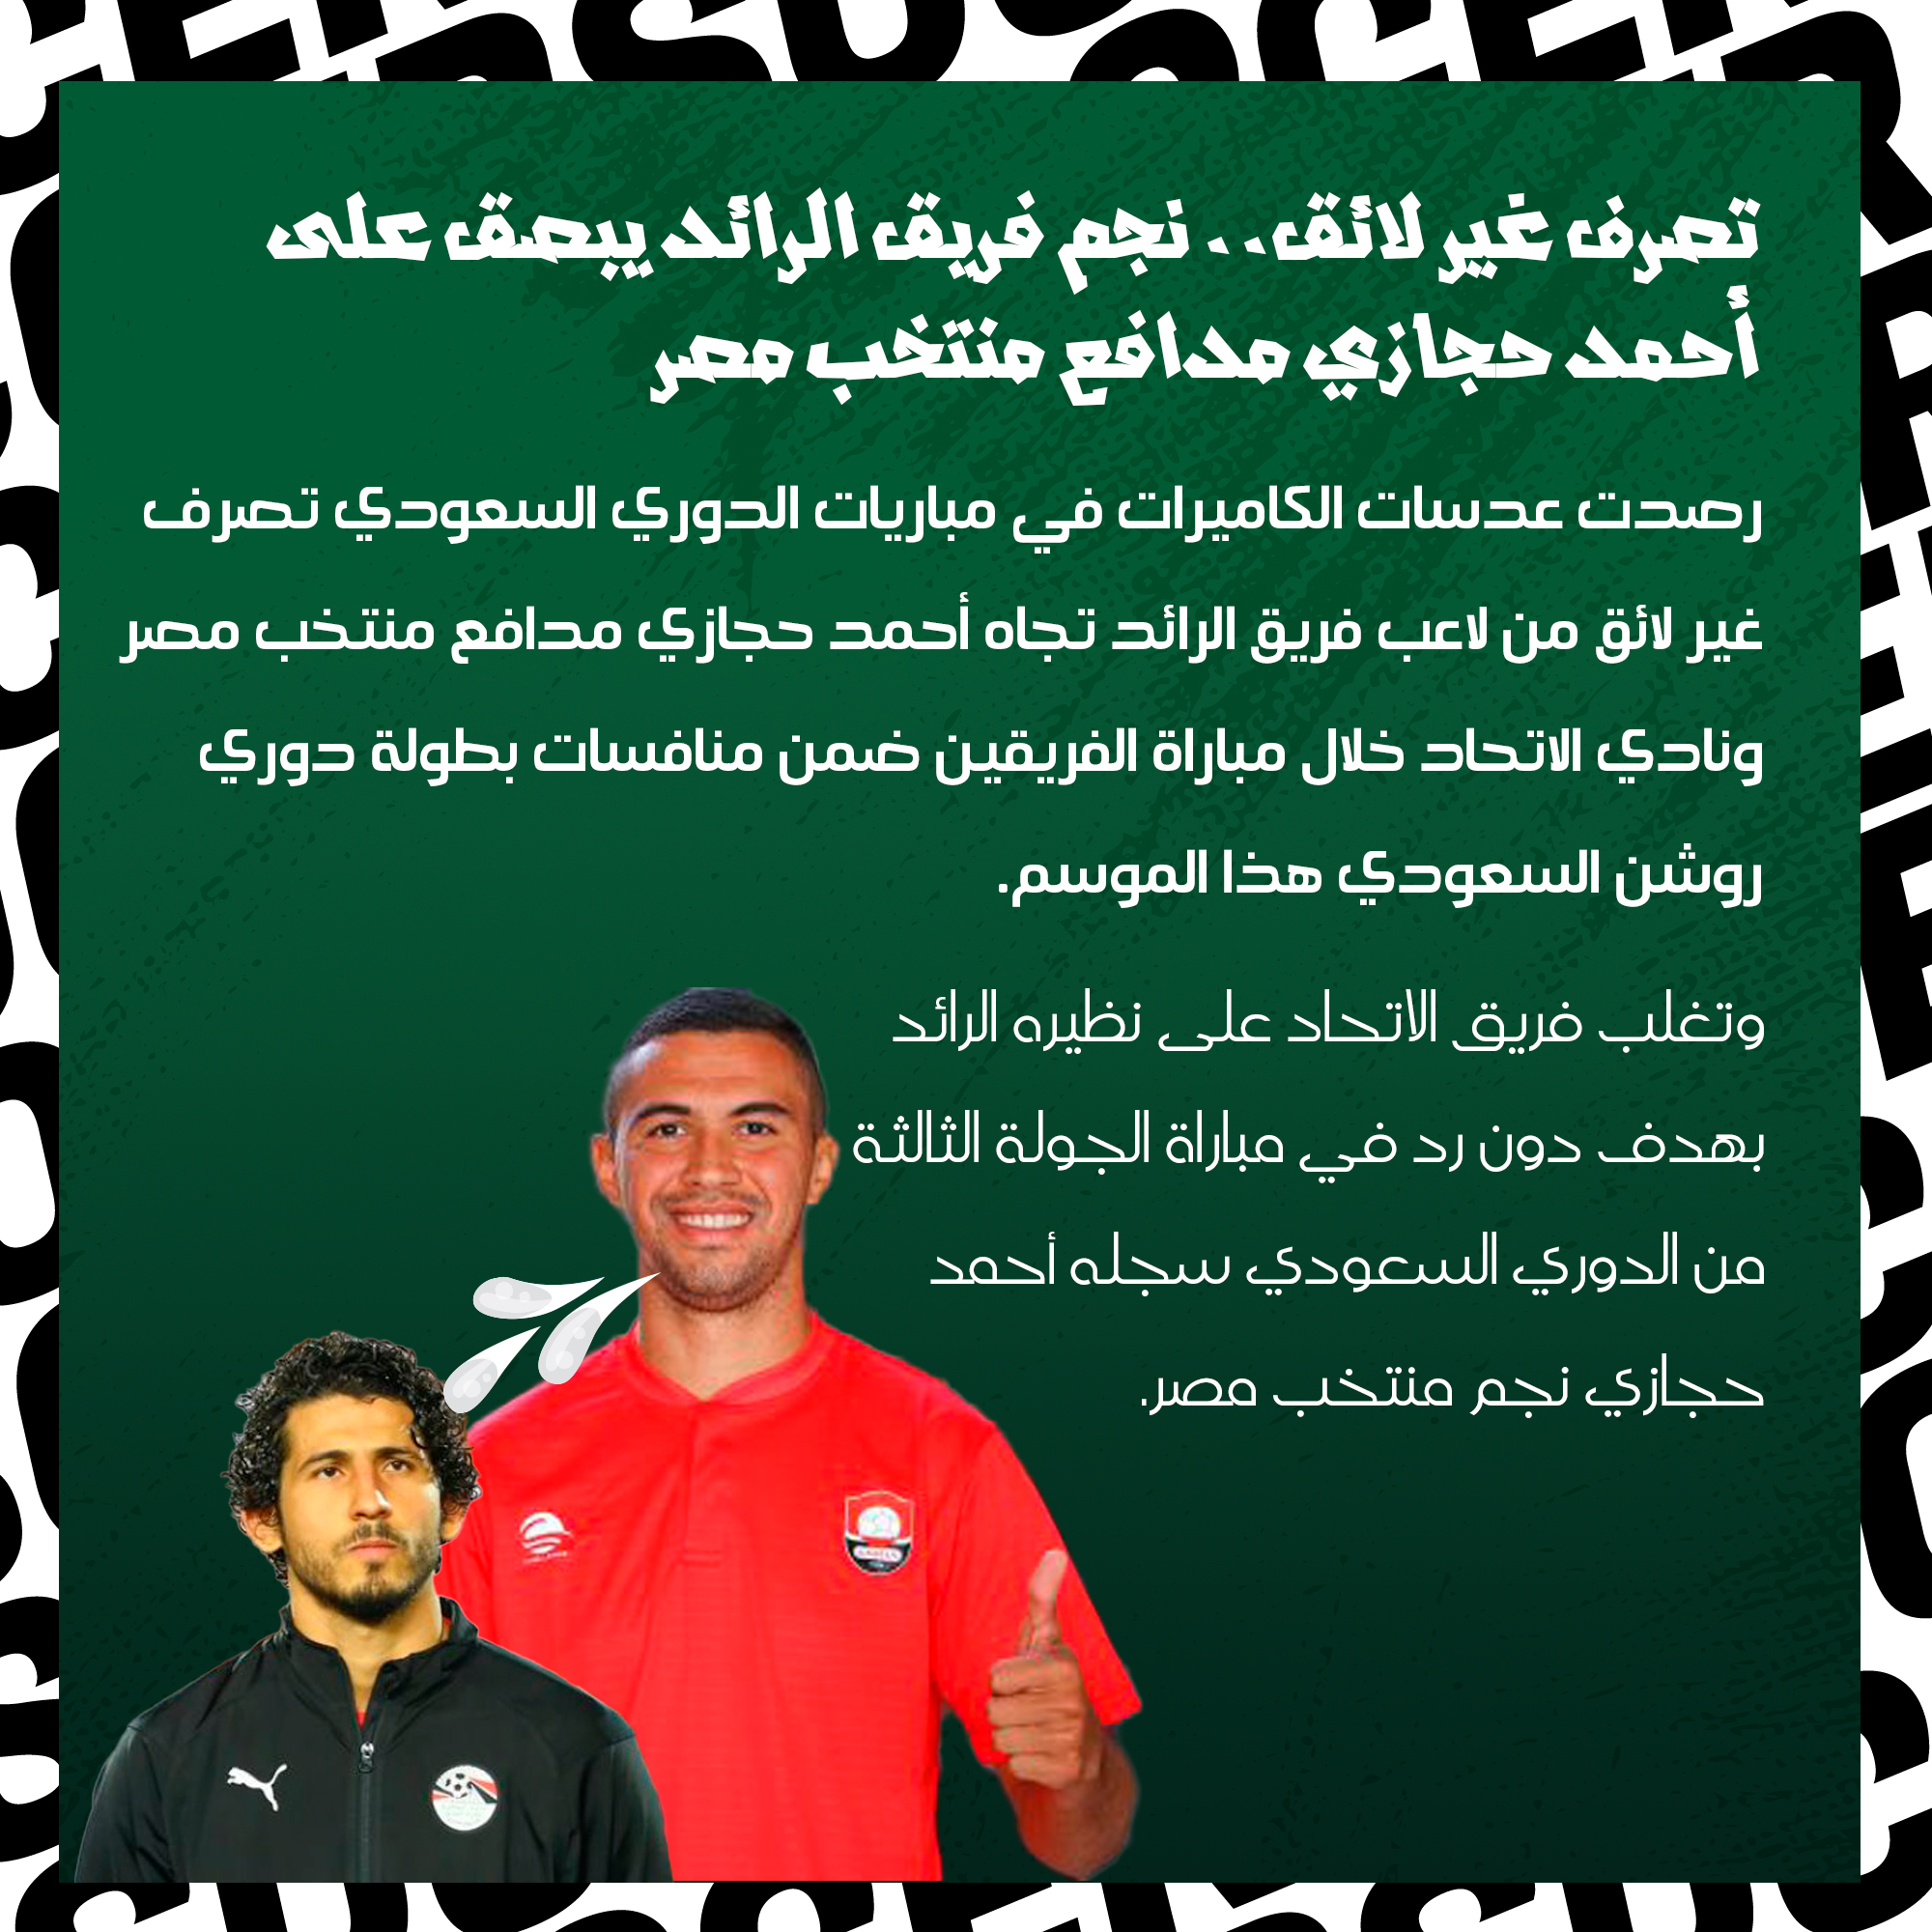 تصرف غير لائق.. نجم فريق الرائد يبصق على
أحمد حجازي مدافع منتخب مصر
رصدت عدسات الكاميرات في مباريات الدوري السعودي تصرف
غير لائق من لاعب فريق الرائد تجاه أحمد حجازي مدافع منتخب مصر
ونادي الاتحاد خلال مباراة الفريقين ضمن منافسات بطولة دوري
روشن السعودي هذا الموسم.
وتغلب فريق الاتحاد على نظيره الرائد
بهدف دون رد في مباراة الجولة الثالثة
من الدوري السعودي سجله أحمد
حجازي نجم منتخب مصر.